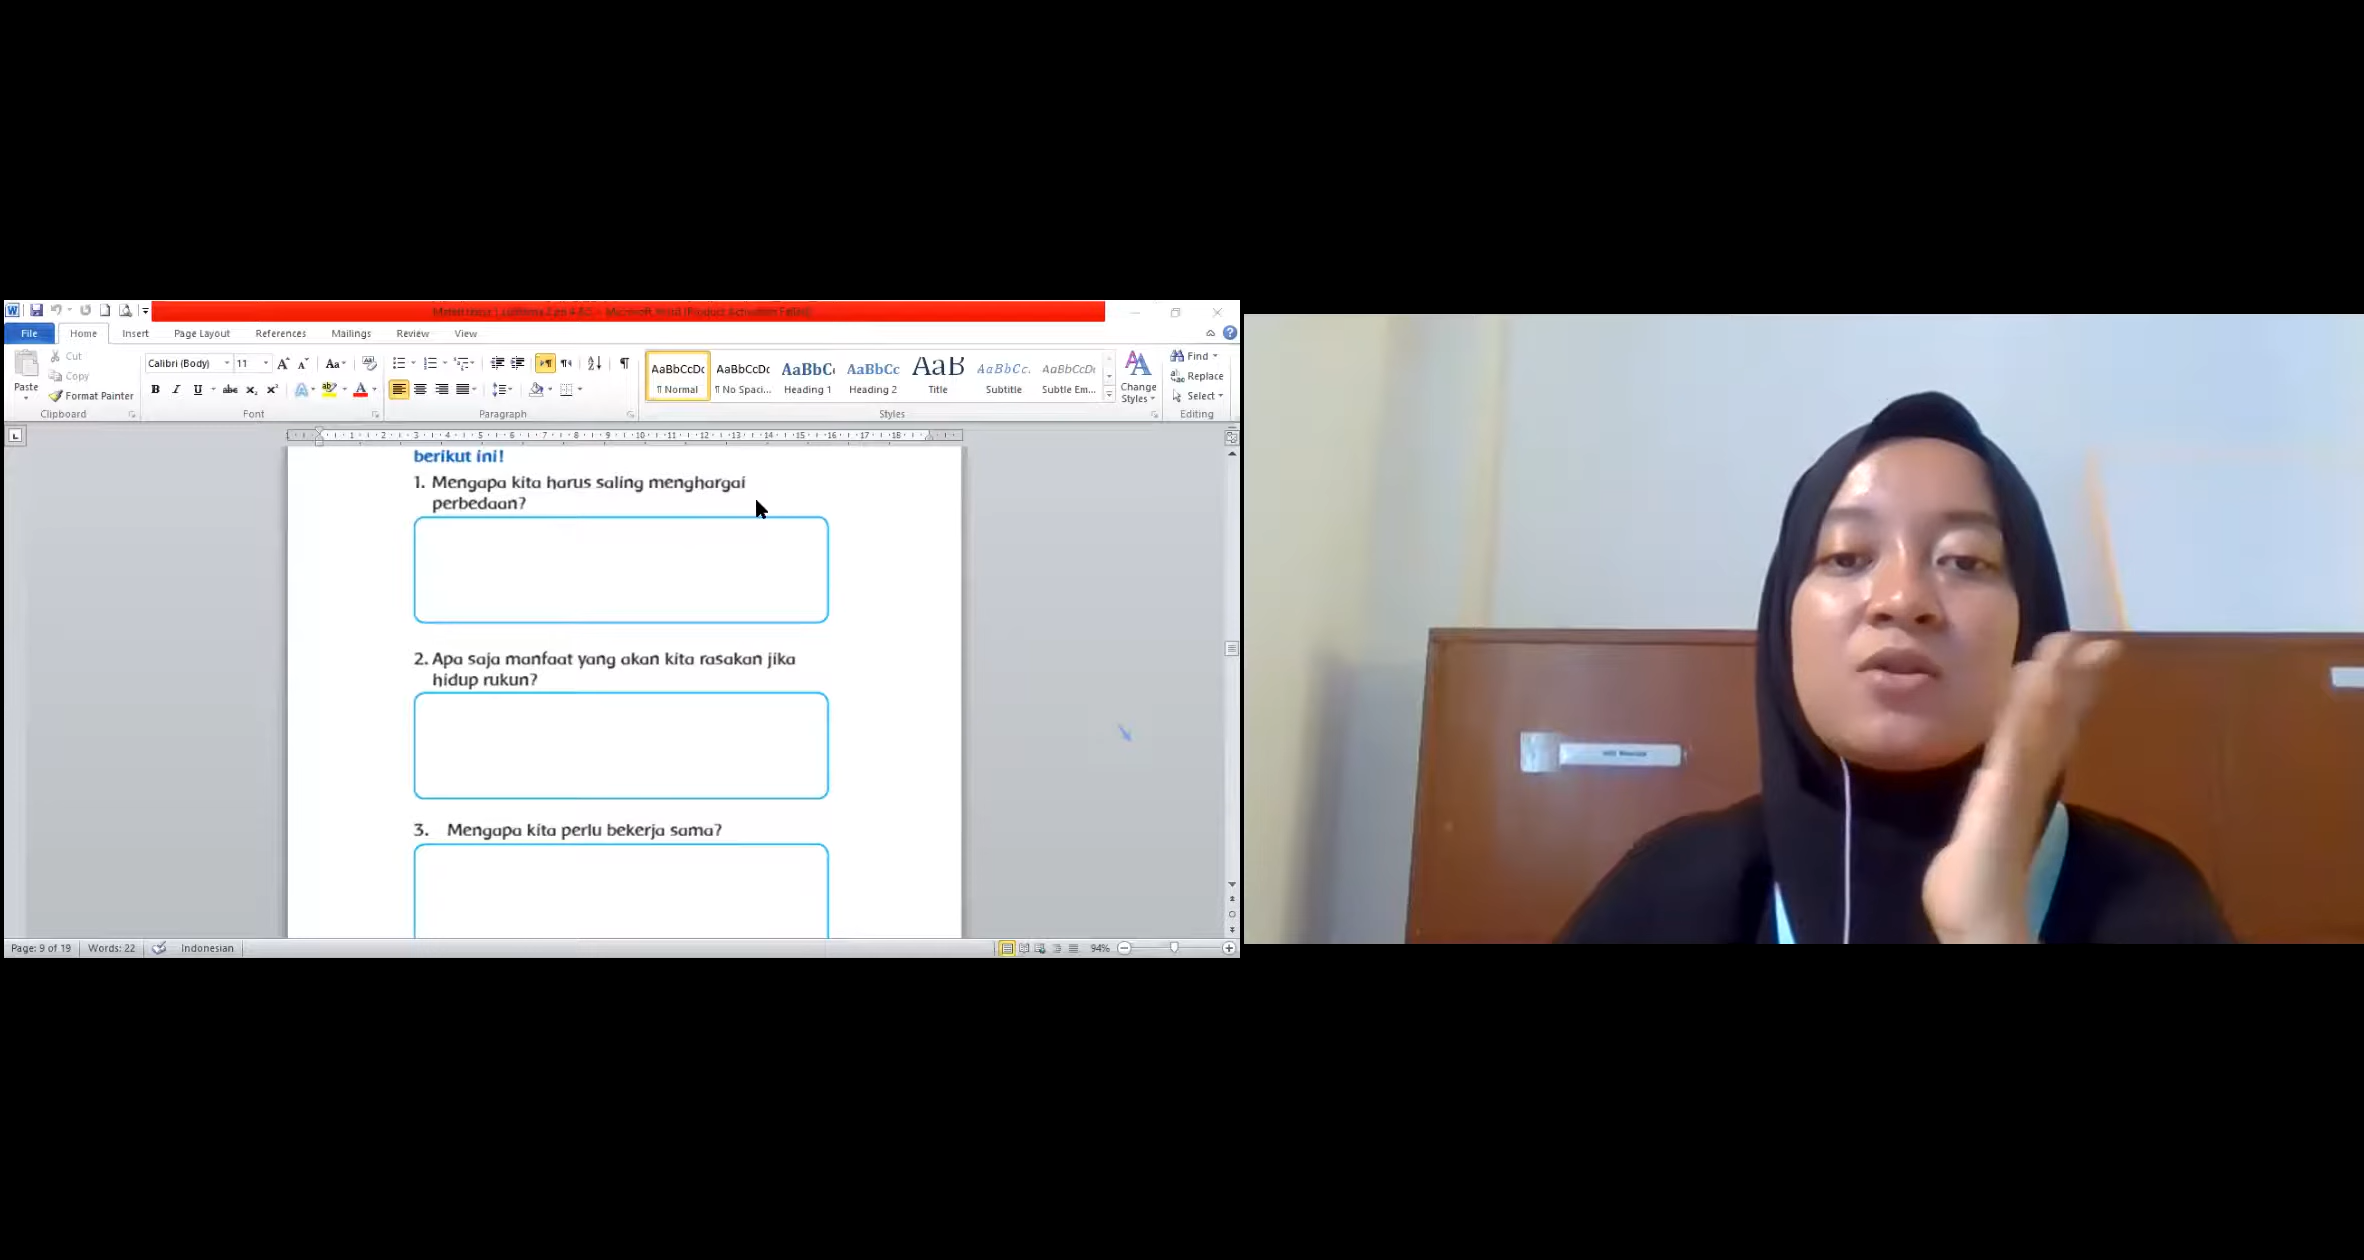 File Home Insert Page Layout References Mailings Review View
Paste
Cut
Copy
Format Painter
Clipboard
Calibri (Body) 11
Font
Paragraph
AaBbCcDc AaBbCcDc AaBbC AaBbCc AaB AaBbCc. AaBbCcDc
¶ Normal ¶ No Spaci... Heading 1 Heading 2 Title Subtitle Subtle Em...
Styles
Change Styles
Find
Replace
Select
Editing
berikut ini!
1. Mengapa kita harus saling menghargai
perbedaan?
2. Apa saja manfaat yang akan kita rasakan jika
hidup rukun?
3. Mengapa kita perlu bekerja sama?
Page: 9 of 19 Words: 22 Indonesian 94%